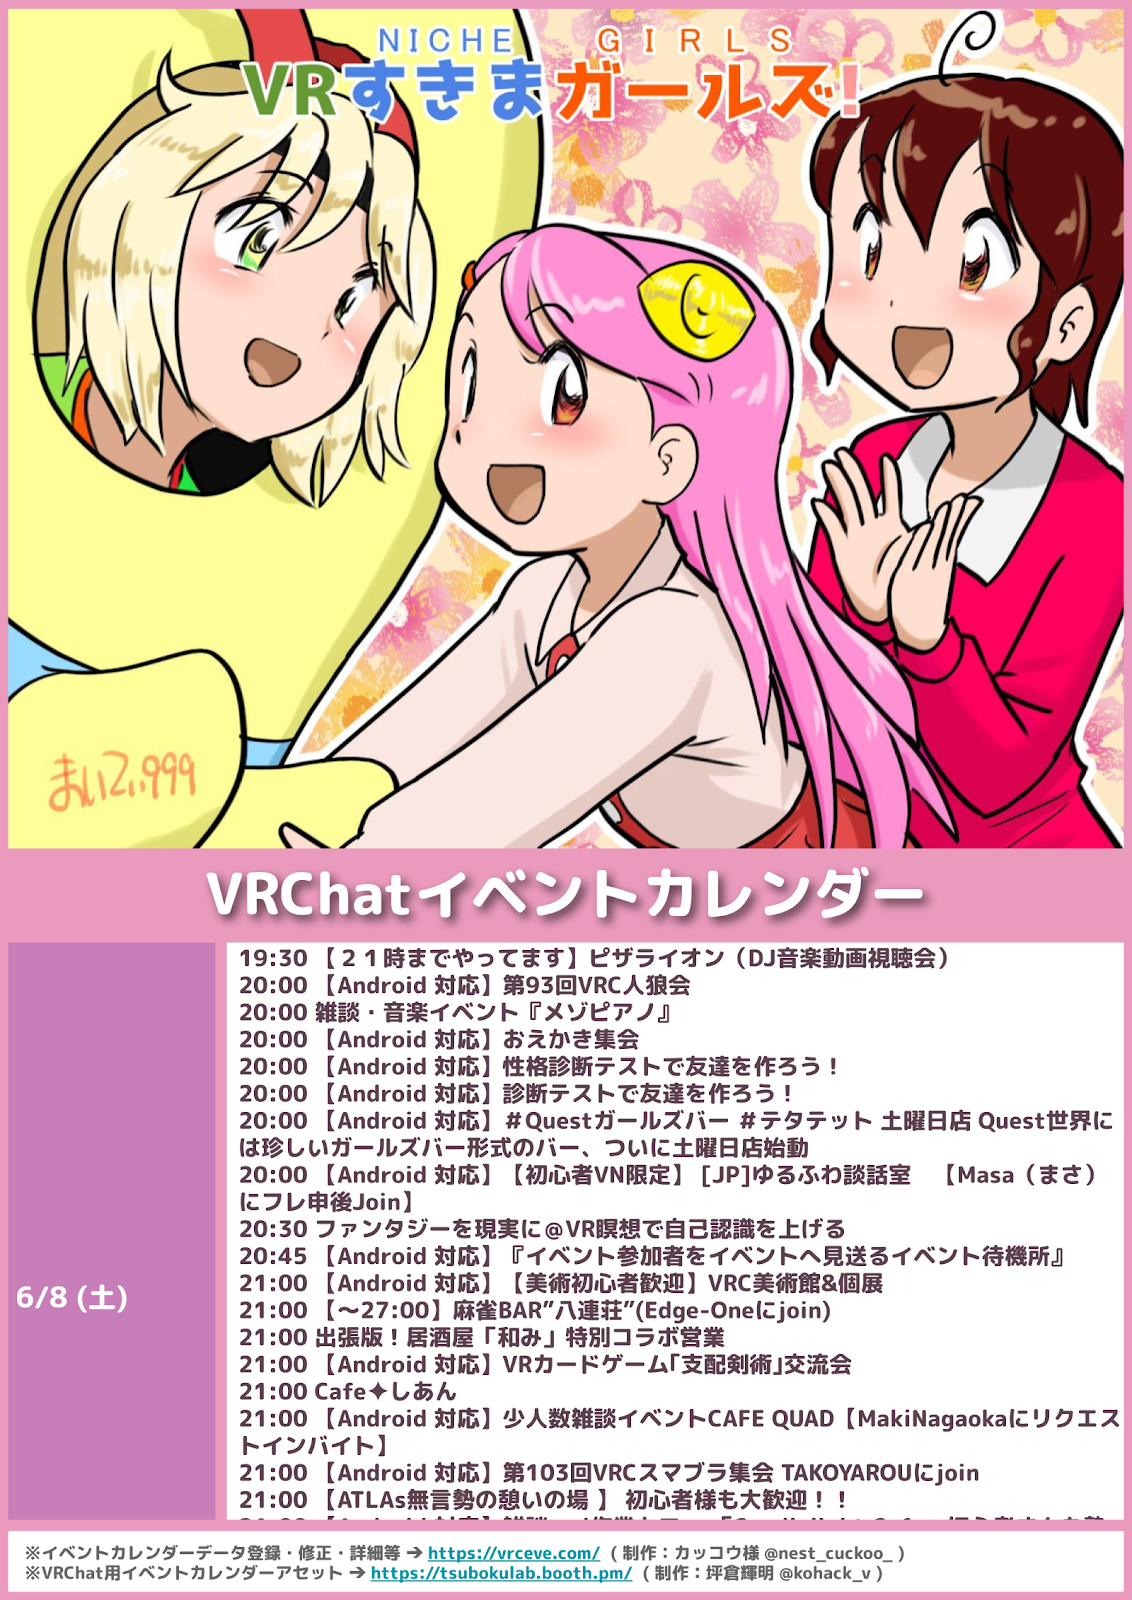 NICHE GIRLS
VRすきまガールズ!
まいてぃ999
VRChatイベントカレンダー
6/8 (土)
19:30 【２１時までやってます】ピザライオン（DJ音楽動画視聴会）
20:00 【Android 対応】第93回VRC人狼会
20:00 雑談・音楽イベント『メゾピアノ』
20:00 【Android 対応】おえかき集会
20:00 【Android 対応】性格診断テストで友達を作ろう！
20:00 【Android 対応】診断テストで友達を作ろう！
20:00 【Android 対応】＃Questガールズバー ＃テタテット 土曜日店 Quest世界に
は珍しいガールズバー形式のバー、ついに土曜日店始動
20:00 【Android 対応】【初心者VN限定】 [JP]ゆるふわ談話室　【Masa（まさ）
にフレ申後Join】
20:30 ファンタジーを現実に＠VR瞑想で自己認識を上げる
20:45 【Android 対応】『イベント参加者をイベントへ見送るイベント待機所』
21:00 【Android 対応】【美術初心者歓迎】VRC美術館&個展
21:00 【～27:00】麻雀BAR”八連荘”(Edge-Oneにjoin)
21:00 出張版！居酒屋「和み」特別コラボ営業
21:00 【Android 対応】VRカードゲーム｢支配剣術｣交流会
21:00 Cafe✦しあん
21:00 【Android 対応】少人数雑談イベントCAFE QUAD【MakiNagaokaにリクエス
トインバイト】
21:00 【Android 対応】第103回VRCスマブラ集会 TAKOYAROUにjoin
21:00 【ATLAs無言勢の憩いの場 】 初心者様も大歓迎！！
※イベントカレンダーデータ登録・修正・詳細等 ➔ https://vrceve.com/ （ 制作：カッコウ様 @nest_cuckoo_ ）
※VRChat用イベントカレンダーアセット ➔ https://tsubokulab.booth.pm/ （ 制作：坪倉輝明 @kohack_v ）